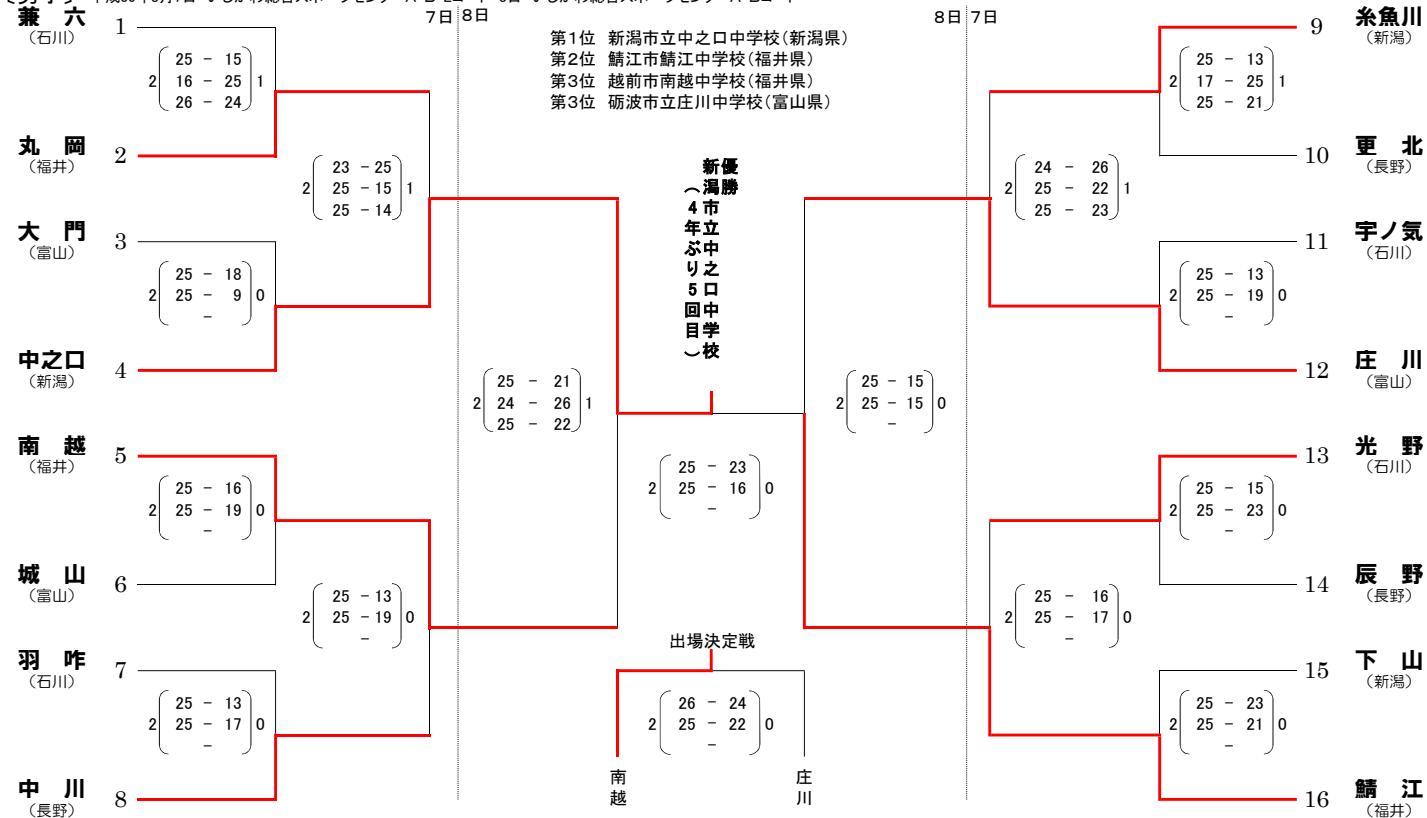 7日 8日
8日 7日
第1位 新潟市立中之口中学校(新潟県)
第2位 鯖江市鯖江中学校(福井県)
第3位 越前市南越中学校(福井県)
第3位 砺波市立庄川中学校(富山県)
兼六
(石川)
1
2 25 - 15 1
16 - 25
26 - 24
丸岡
(福井)
2
2 23 - 25 1
25 - 15
25 - 14
大門
(富山)
3
2 25 - 18 0
25 - 9
-
中之口
(新潟)
4
2 25 - 21 1
24 - 26
25 - 22
南越
(福井)
5
2 25 - 16 0
25 - 19
-
城山
(富山)
6
2 25 - 13 0
25 - 19
-
羽咋
(石川)
7
2 25 - 13 0
25 - 17
-
中川
(長野)
8
優勝
新潟市立中之口中学校
(4年ぶり5回目)
2 25 - 23 0
25 - 16
-
出場決定戦
2 26 - 24 0
25 - 22
-
南越
庄川
9
糸魚川
(新潟)
2 25 - 13 1
17 - 25
25 - 21
10
更北
(長野)
2 24 - 26 1
25 - 22
25 - 23
11
宇ノ気
(石川)
2 25 - 13 0
25 - 19
-
12
庄川
(富山)
2 25 - 15 0
25 - 15
-
13
光野
(石川)
2 25 - 15 0
25 - 23
-
14
辰野
(長野)
2 25 - 16 0
25 - 17
-
15
下山
(新潟)
2 25 - 23 0
25 - 21
-
16
鯖江
(福井)